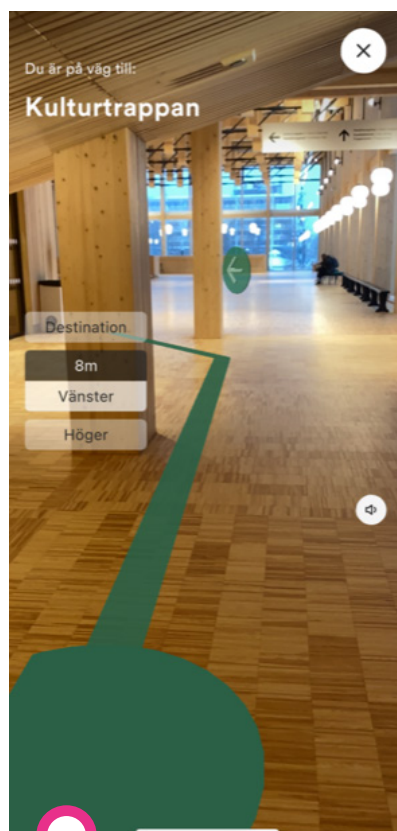 Du är på väg till:
Kulturtrappan
Destination
8m
Vänster
Höger